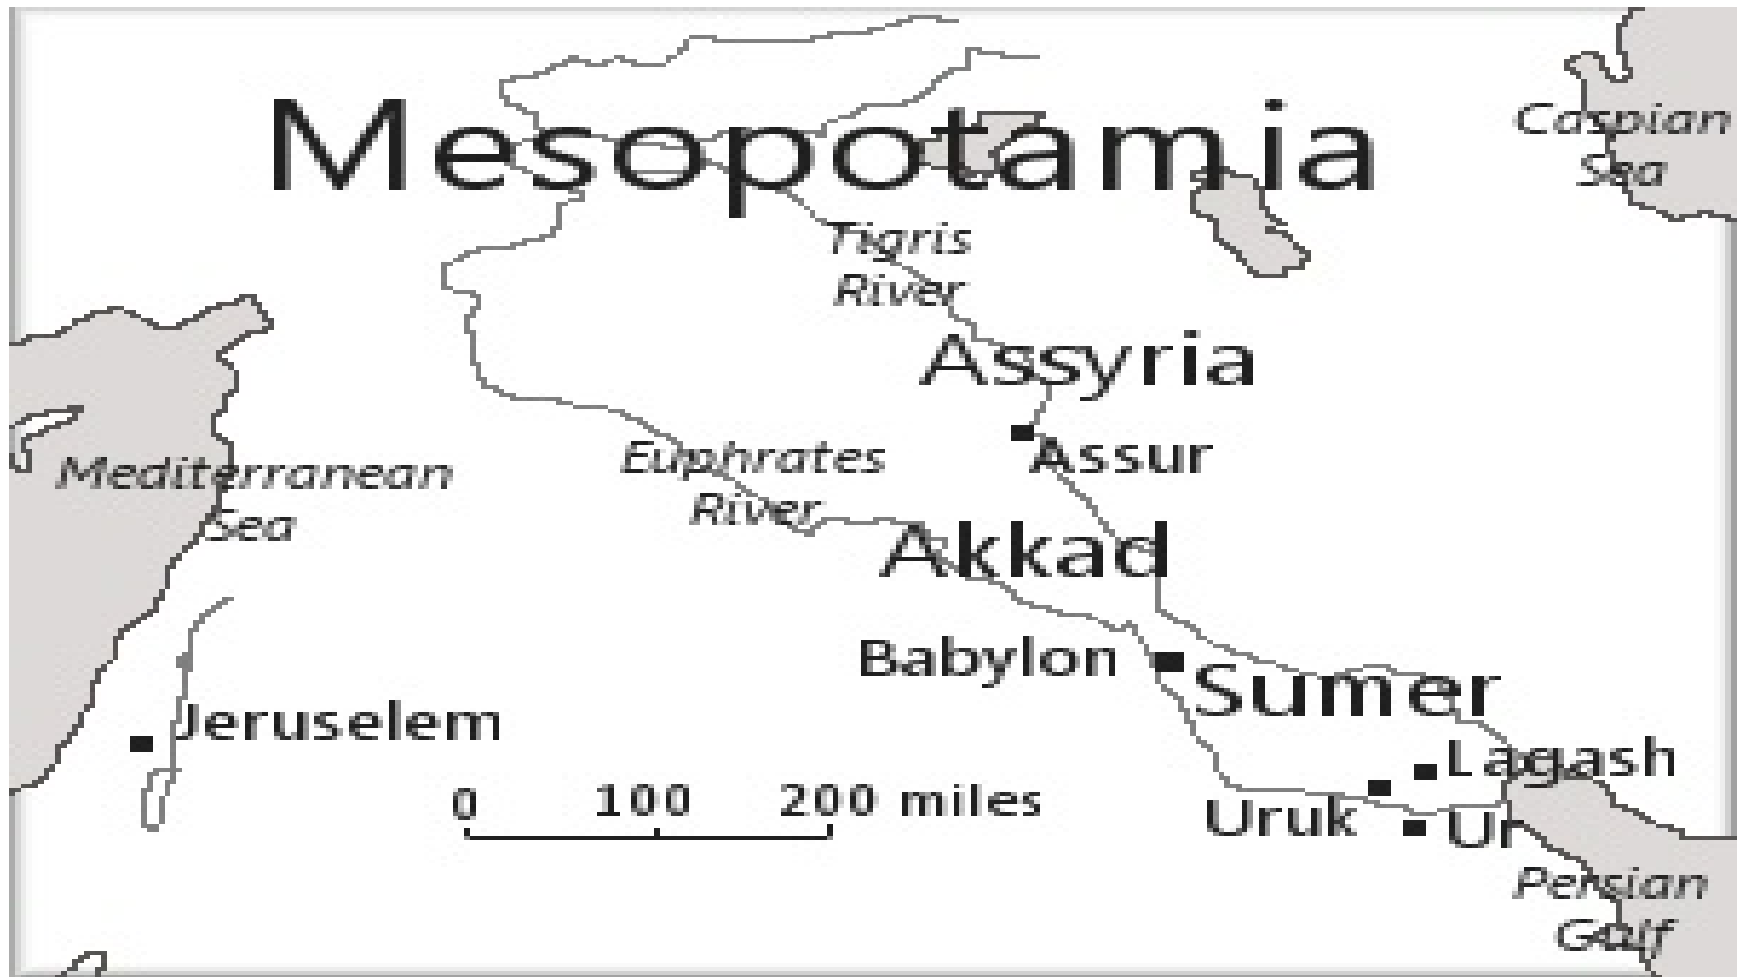 Mesopotamia
Caspian
Sea
Tigris
River
Assyria
Assur
Mediterranean
Sea
Euphrates
River
Akkad
Babylon
Sumer
Jeruselem
Lagash
0 100 200 miles
Uruk
Ur
Persian
Golf